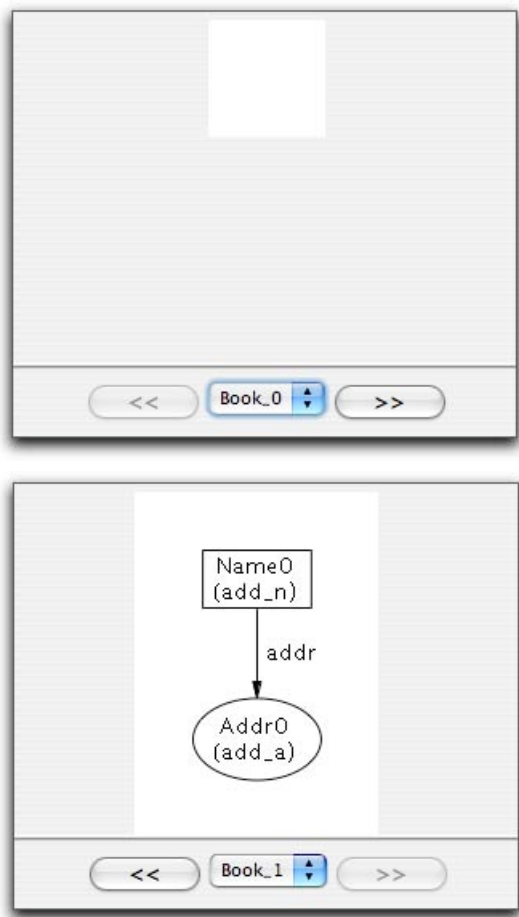 << Book_0 >>
Name0
(add_n)
addr
Addr0
(add_a)
<< Book_1 >>